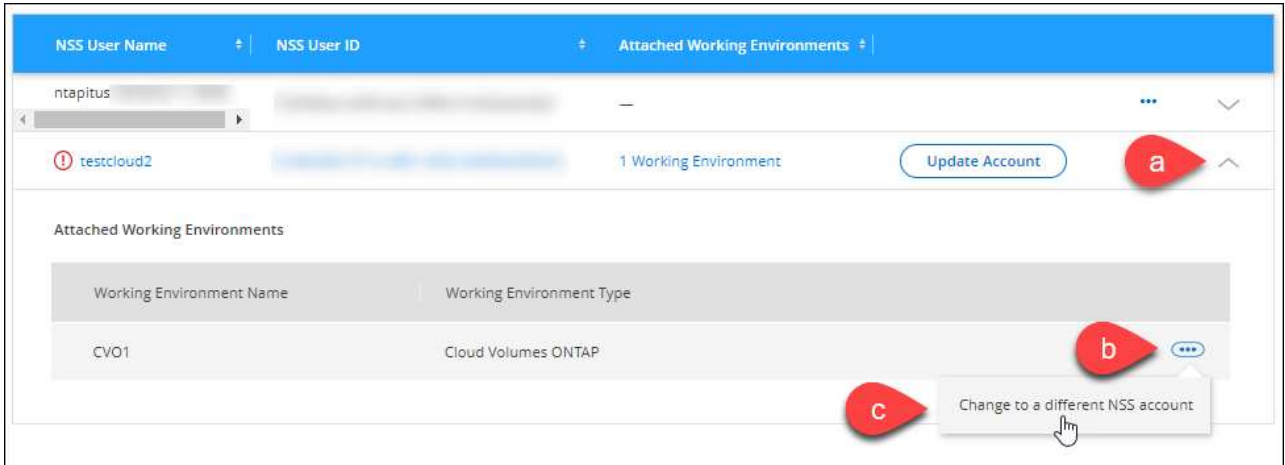 NSS User Name NSS User ID Attached Working Environments
ntapitus —
testcloud2 1 Working Environment Update Account a
Attached Working Environments
Working Environment Name Working Environment Type
CVO1 Cloud Volumes ONTAP b
c Change to a different NSS account